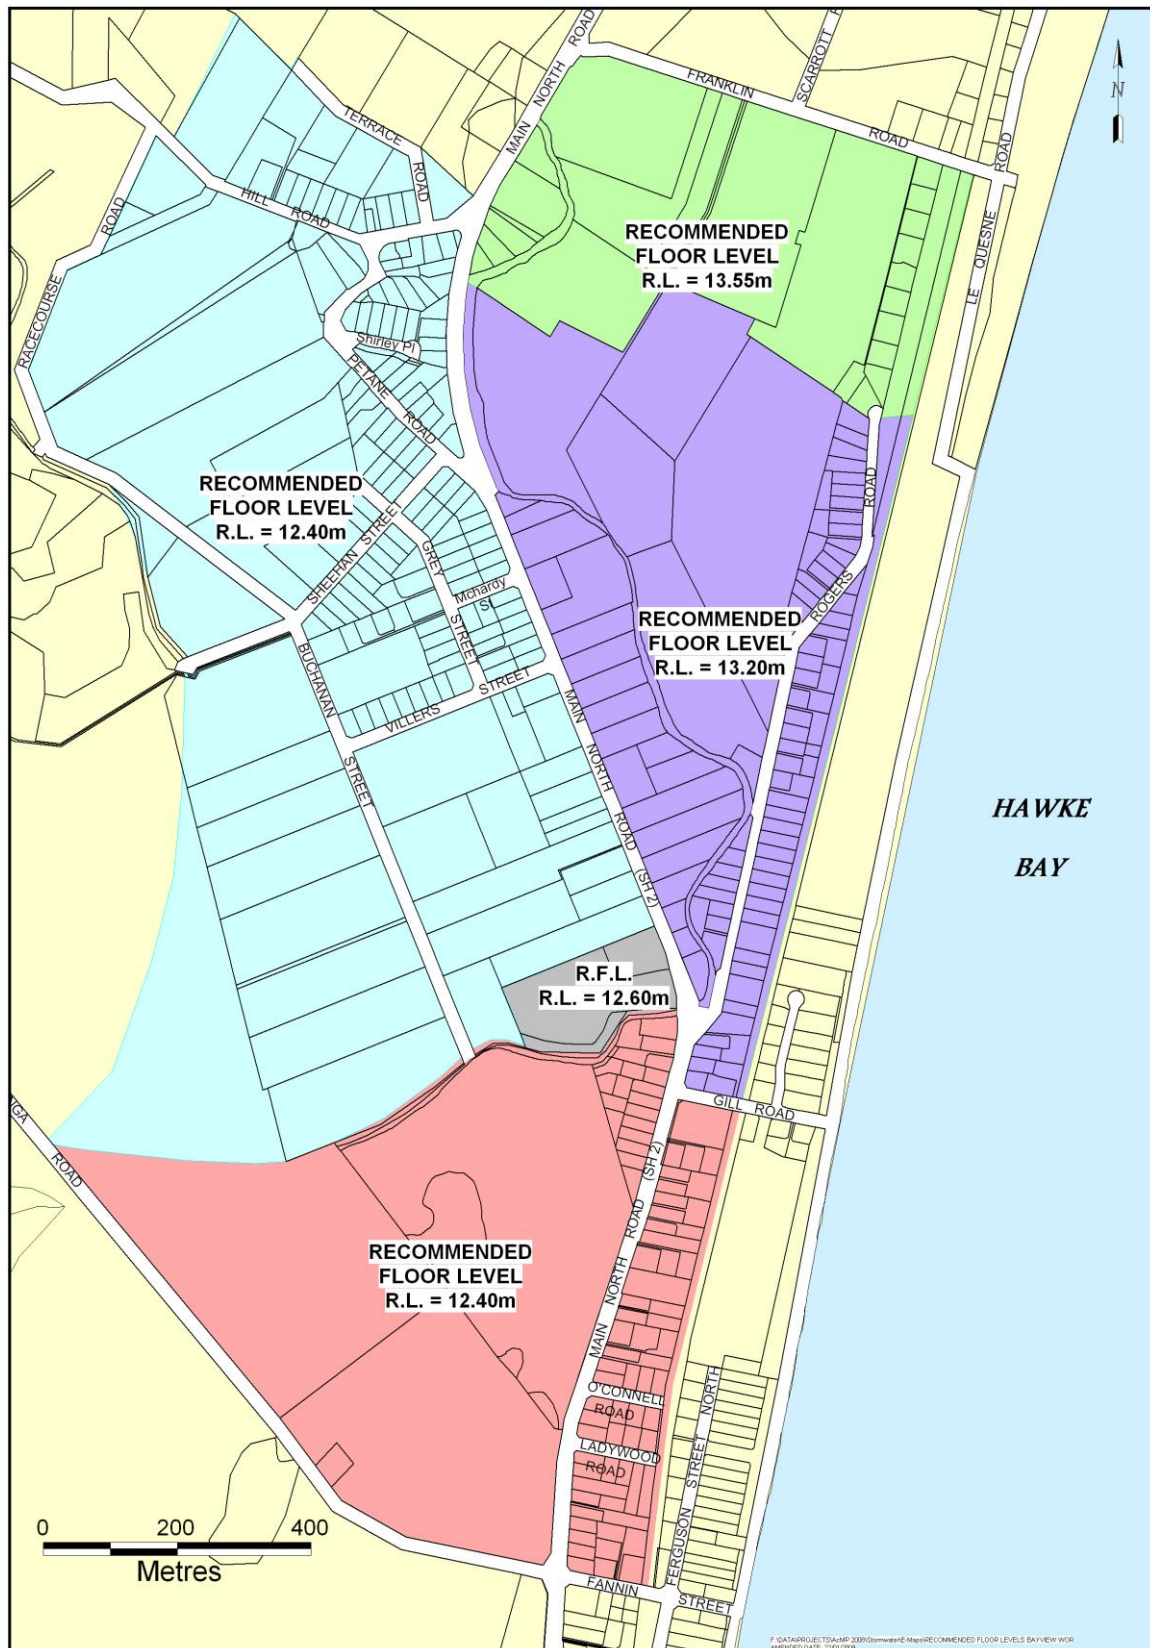 ROAD
SCARROTT
FRANKLIN
ROAD
MAIN NORTH
ROAD
N
TERRACE
ROAD
HILL ROAD
ROAD
RACECOURSE
LE QUESNE
RECOMMENDED
FLOOR LEVEL
R.L. = 13.55m
Shirley Pl
PETANE
ROAD
RECOMMENDED
FLOOR LEVEL
R.L. = 12.40m
ROAD
ROGERS
SHEEHAN STREET
GREY
STREET
Mchardy
St
RECOMMENDED
FLOOR LEVEL
R.L. = 13.20m
BUCHANAN
STREET
VILLERS STREET
MAIN NORTH ROAD (SH 2)
HAWKE
BAY
R.F.L.
R.L. = 12.60m
GILL ROAD
ROAD
MAIN NORTH ROAD (SH 2)
RECOMMENDED
FLOOR LEVEL
R.L. = 12.40m
O'CONNELL
ROAD
LADYWOOD
ROAD
FERGUSON STREET NORTH
0 200 400
Metres
FANNIN
STREET